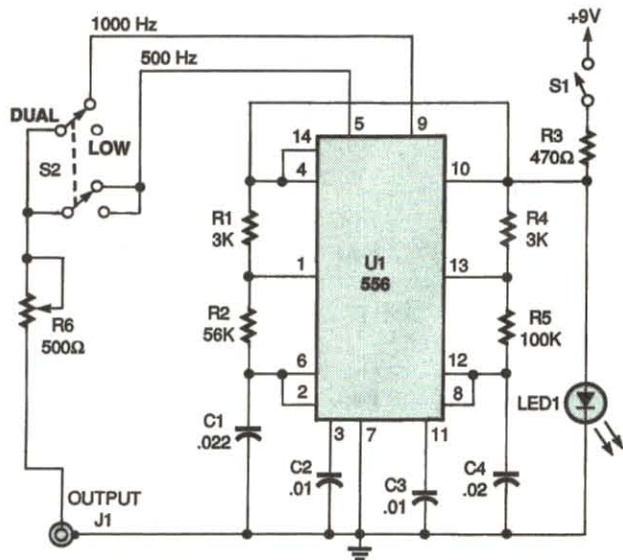 1000 Hz
+9V
500 Hz
S1
DUAL
LOW
S2
5
9
14
4
10
R3
470Ω
R1
3K
R4
3K
1
U1
556
13
R6
500Ω
R2
56K
R5
100K
6
2
12
8
LED1
C1
.022
3
7
11
C2
.01
C3
.01
C4
.02
OUTPUT
J1